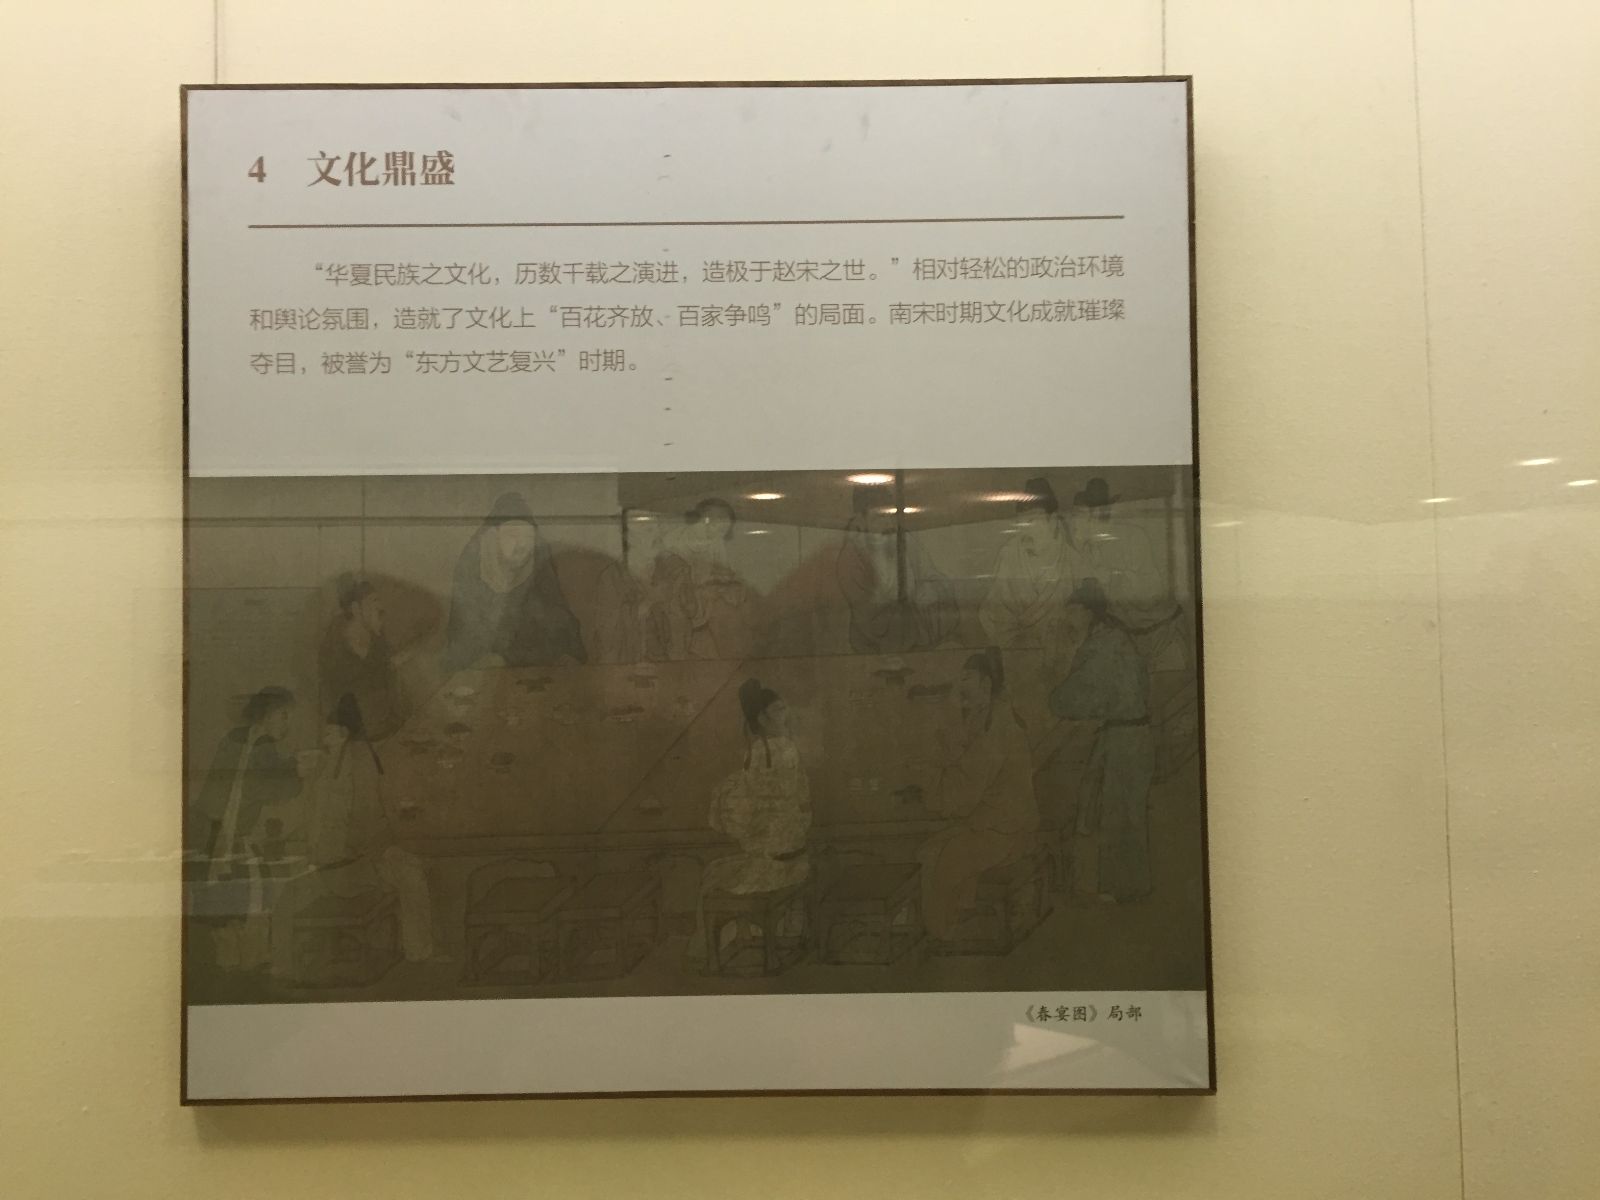 4 文化鼎盛
“华夏民族之文化，历数千载之演进，造极于赵宋之世。”相对轻松的政治环境
和舆论氛围，造就了文化上“百花齐放、百家争鸣”的局面。南宋时期文化成就璀璨
夺目，被誉为“东方文艺复兴”时期。
《春宴图》局部